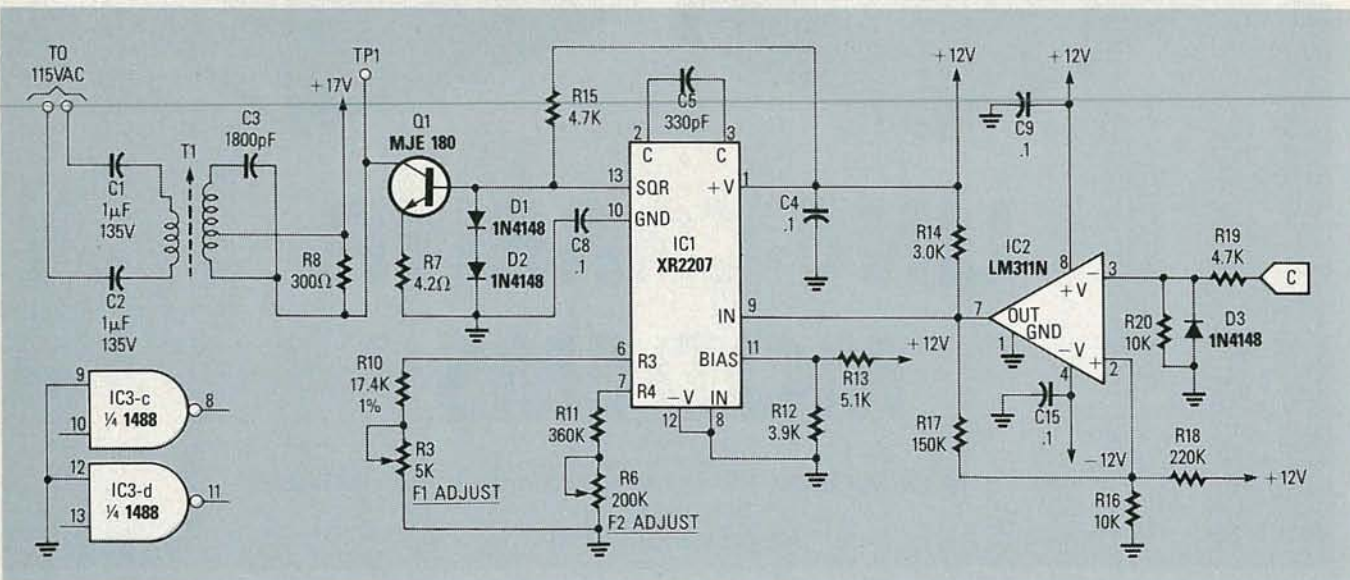 TO
115VAC
C1
1µF
135V
C2
1µF
135V
T1
C3
1800pF
+17V
TP1
R8
300Ω
Q1
MJE 180
R7
4.2Ω
D1
1N4148
D2
1N4148
R15
4.7K
C8
.1
C5
330pF
2
3
C
C
13
SQR
+V
1
10
GND
IC1
XR2207
IN
9
6
R3
BIAS
11
7
R4
−V
IN
12
8
R10
17.4K
1%
R3
5K
F1 ADJUST
R11
360K
R6
200K
F2 ADJUST
C4
.1
R13
5.1K
+12V
R12
3.9K
+12V
R14
3.0K
R17
150K
+12V
C9
.1
IC2
LM311N
8
+V
−
3
7
OUT
GND
1
−V
+
2
4
C15
.1
−12V
R19
4.7K
C
R20
10K
D3
1N4148
R18
220K
+12V
R16
10K
9
IC3-c
¼ 1488
8
10
12
IC3-d
¼ 1488
11
13